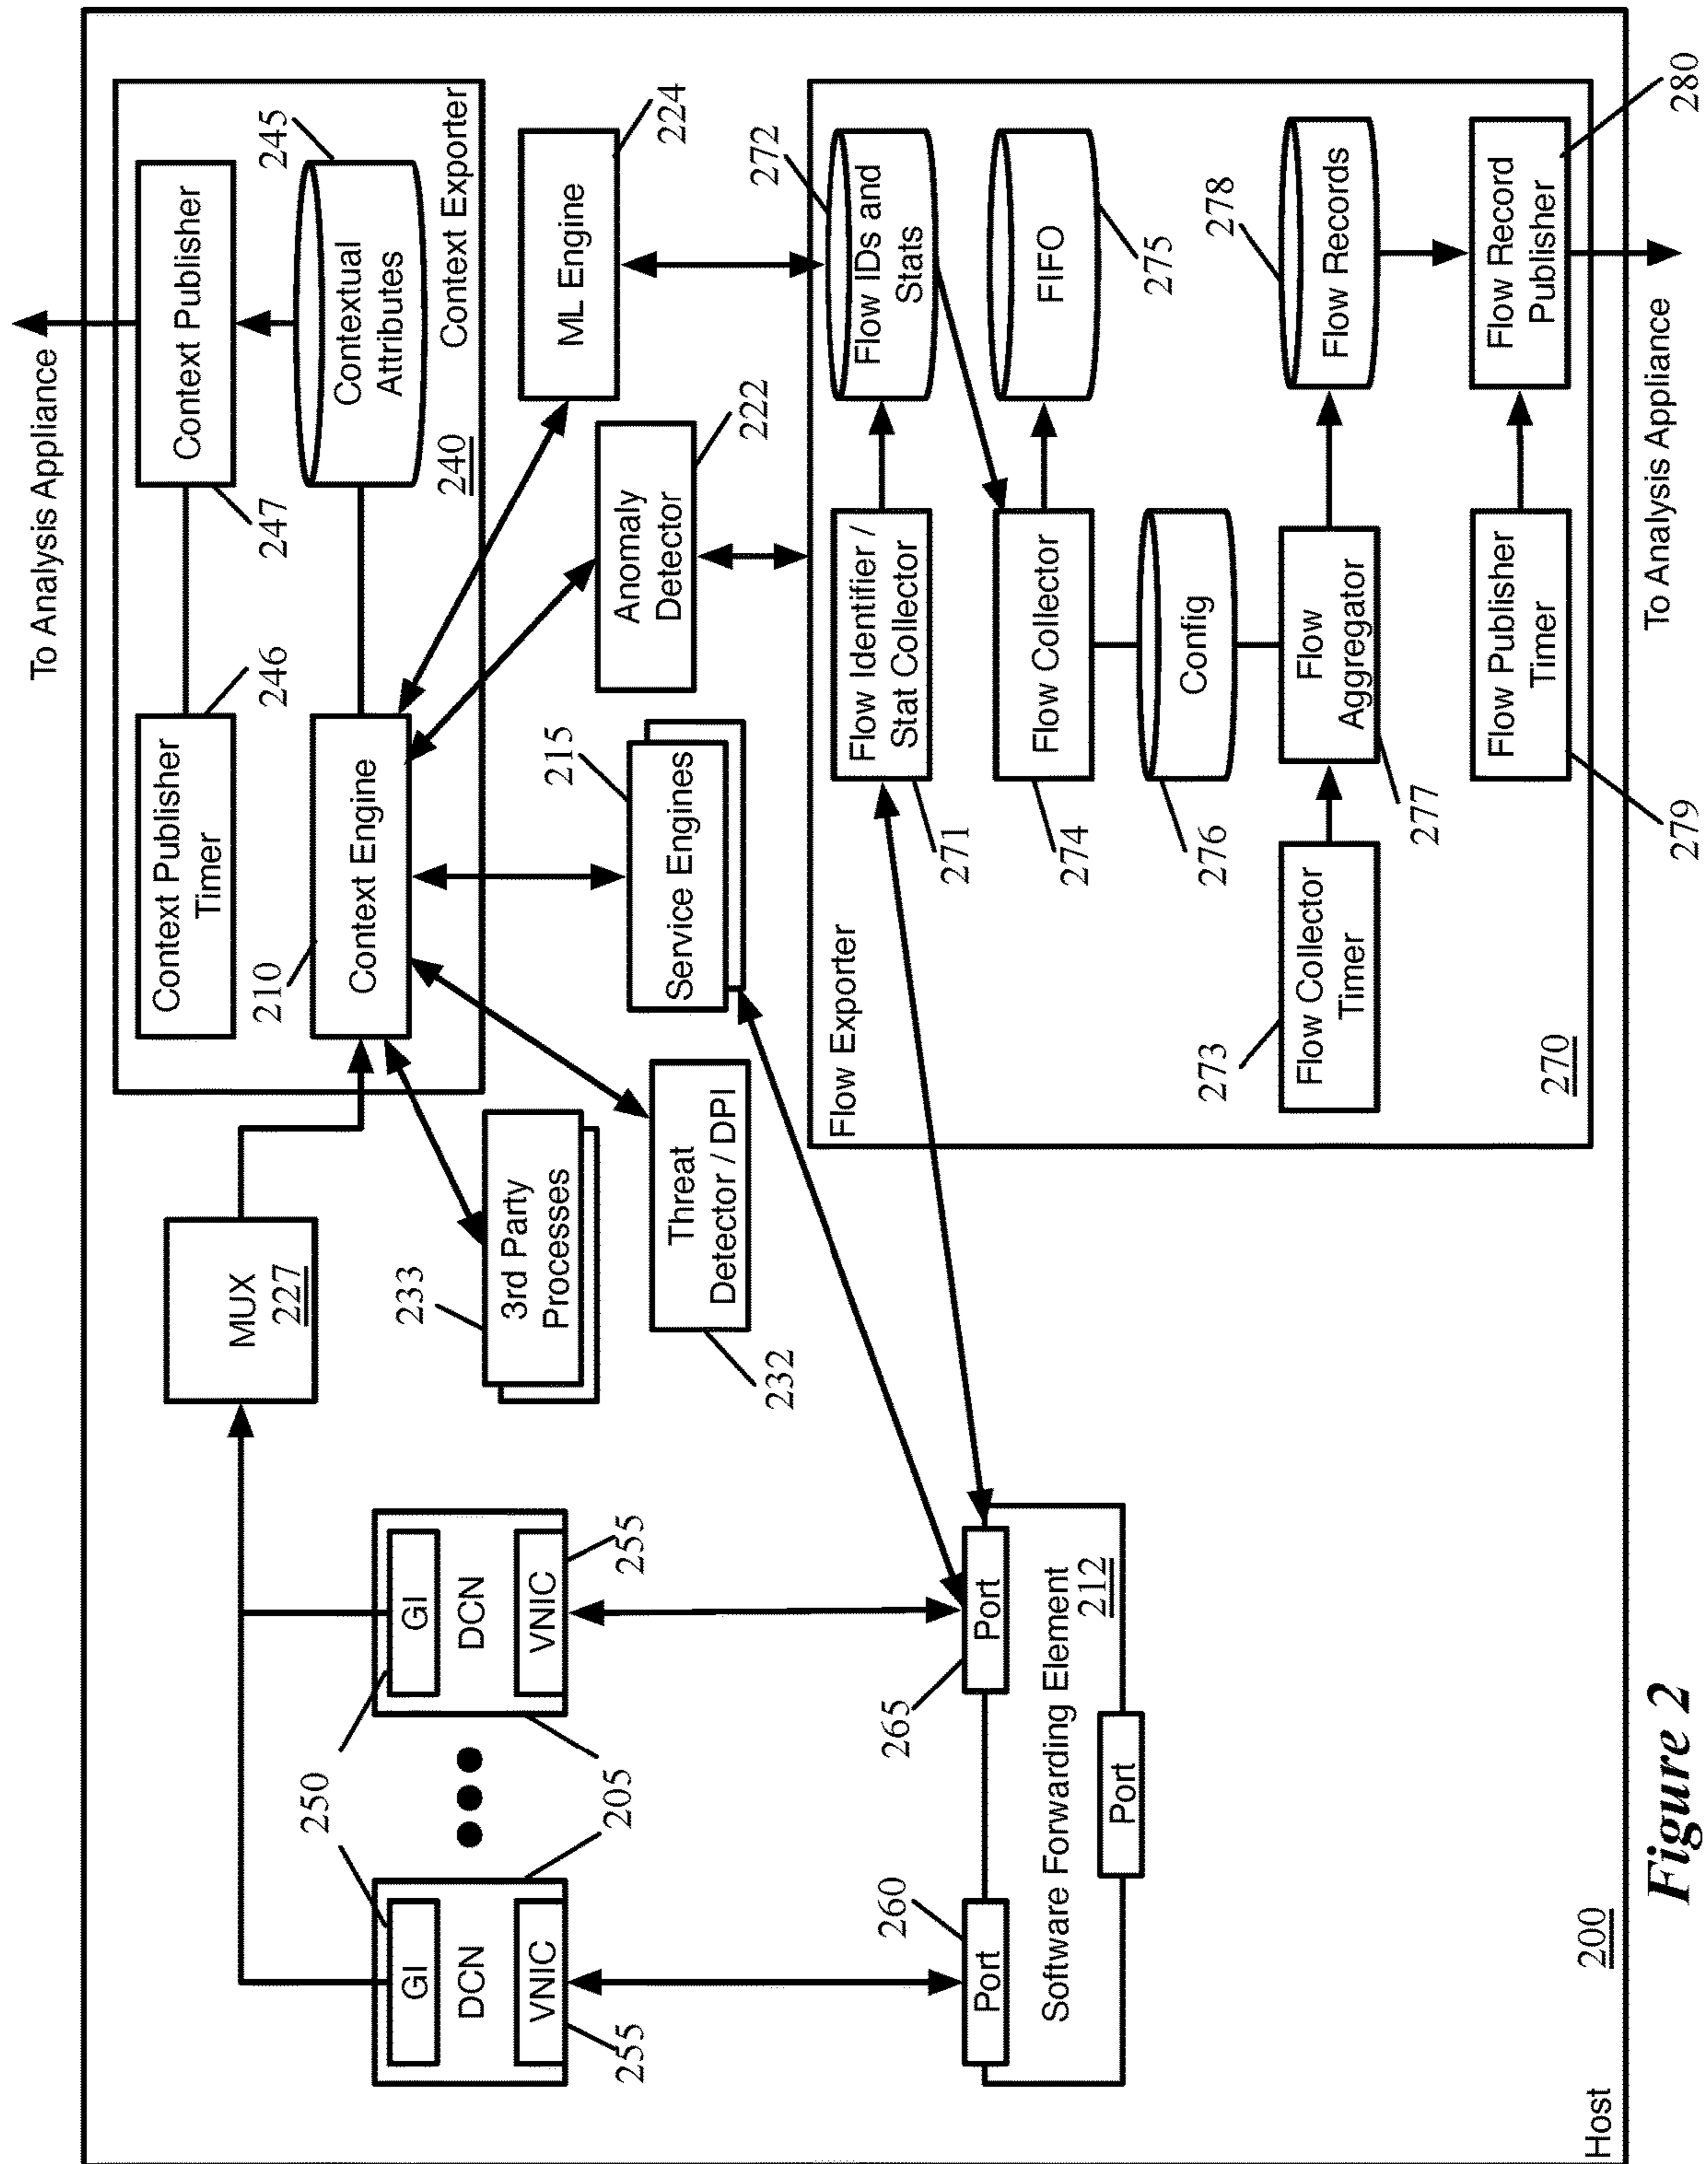 To Analysis Appliance
Context Publisher
Timer
246
247
Context Publisher
210
Context Engine
Contextual
Attributes
245
240
Context Exporter
MUX
227
233
3rd Party
Processes
Threat
Detector / DPI
232
215
Service Engines
Anomaly
Detector
222
ML Engine
224
250
GI
DCN
VNIC
255
205
GI
DCN
VNIC
255
260
Port
265
Port
Software Forwarding Element
212
Port
Flow Exporter
Flow Identifier /
Stat Collector
271
272
Flow IDs and
Stats
Flow Collector
274
FIFO
275
Config
276
273
Flow Collector
Timer
Flow
Aggregator
277
278
Flow Records
Flow Publisher
Timer
279
Flow Record
Publisher
280
270
To Analysis Appliance
Host
200
Figure 2